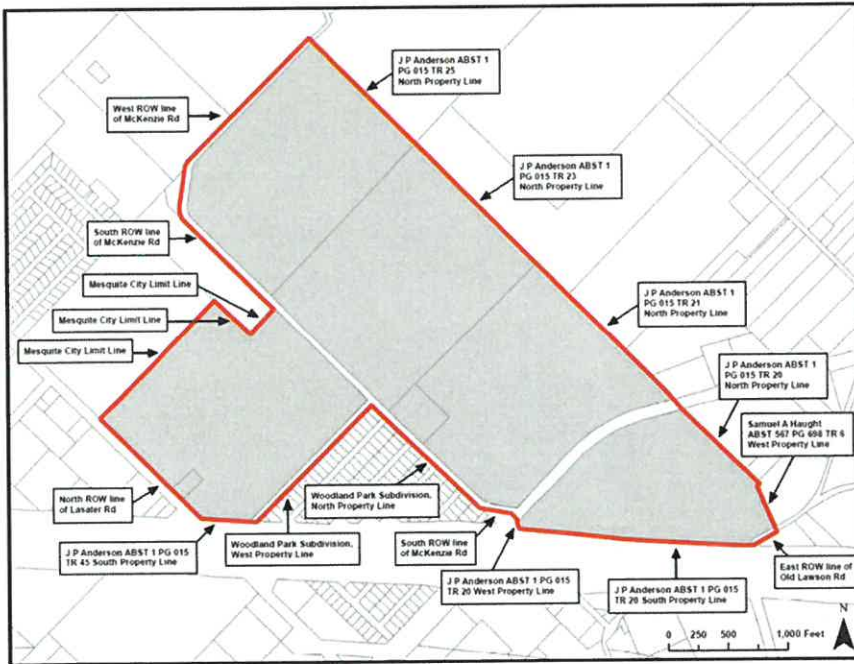 J P Anderson ABST 1
PG 015 TR 25
North Property Line
West ROW line
of McKenzie Rd
J P Anderson ABST 1
PG 015 TR 23
North Property Line
South ROW line
of McKenzie Rd
Mesquite City Limit Line
Mesquite City Limit Line
Mesquite City Limit Line
J P Anderson ABST 1
PG 015 TR 21
North Property Line
J P Anderson ABST 1
PG 015 TR 20
North Property Line
Samuel A Haught
ABST 567 PG 698 TR 6
West Property Line
North ROW line
of Lasater Rd
Woodland Park Subdivision,
North Property Line
J P Anderson ABST 1 PG 015
TR 45 South Property Line
Woodland Park Subdivision,
West Property Line
South ROW line
of McKenzie Rd
J P Anderson ABST 1 PG 015
TR 20 West Property Line
J P Anderson ABST 1 PG 015
TR 20 South Property Line
East ROW line of
Old Lawson Rd
N
0 250 500 1,000 Feet